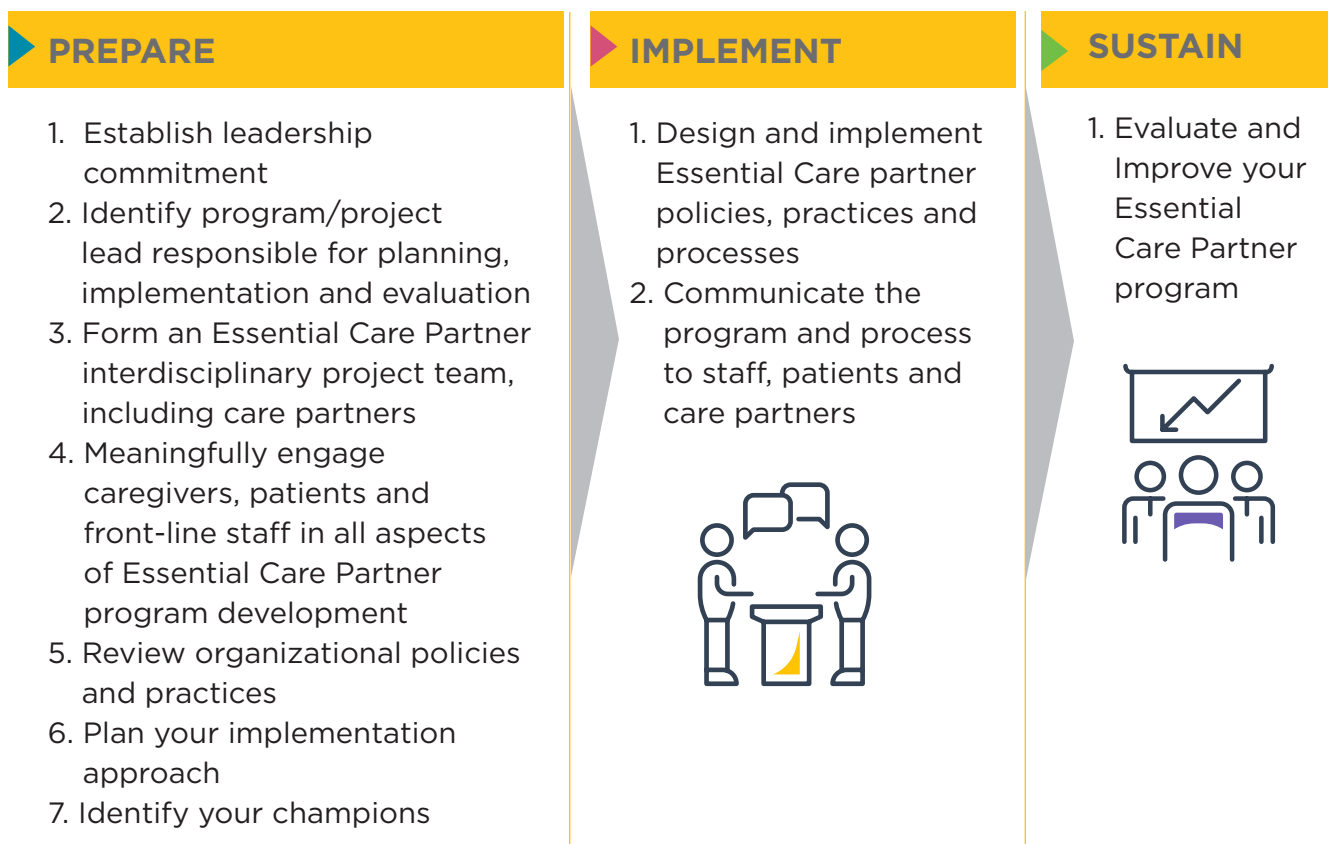 PREPARE
1. Establish leadership
commitment
2. Identify program/project
lead responsible for planning,
implementation and evaluation
3. Form an Essential Care Partner
interdisciplinary project team,
including care partners
4. Meaningfully engage
caregivers, patients and
front-line staff in all aspects
of Essential Care Partner
program development
5. Review organizational policies
and practices
6. Plan your implementation
approach
7. Identify your champions
IMPLEMENT
1. Design and implement
Essential Care partner
policies, practices and
processes
2. Communicate the
program and process
to staff, patients and
care partners
SUSTAIN
1. Evaluate and
Improve your
Essential
Care Partner
program